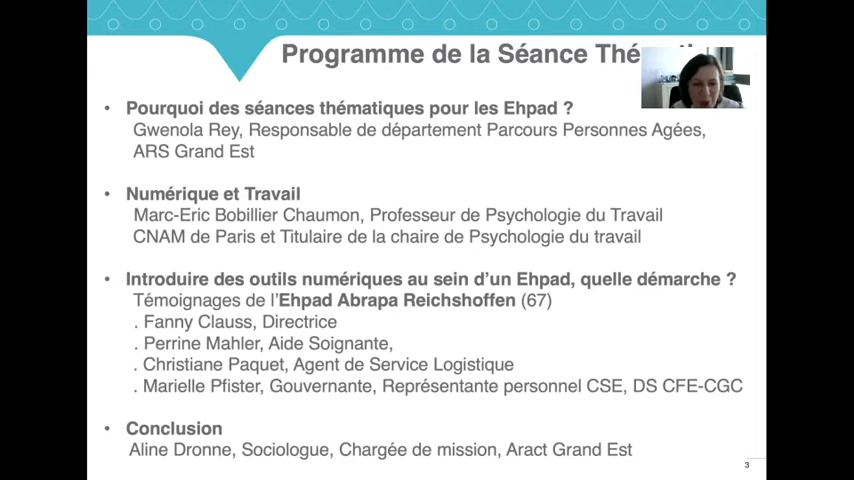 Programme de la Séance
• Pourquoi des séances thématiques pour les Ehpad ?
Gwenola Rey, Responsable de département Parcours Personnes Agées,
ARS Grand Est
• Numérique et Travail
Marc-Eric Bobillier Chaumon, Professeur de Psychologie du Travail
CNAM de Paris et Titulaire de la chaire de Psychologie du travail
• Introduire des outils numériques au sein d'un Ehpad, quelle démarche ?
Témoignages de l'Ehpad Abrapa Reichshoffen (67)
. Fanny Clauss, Directrice
. Perrine Mahler, Aide Soignante,
. Christiane Paquet, Agent de Service Logistique
. Marielle Pfister, Gouvernante, Représentante personnel CSE, DS CFE-CGC
• Conclusion
Aline Dronne, Sociologue, Chargée de mission, Aract Grand Est
3